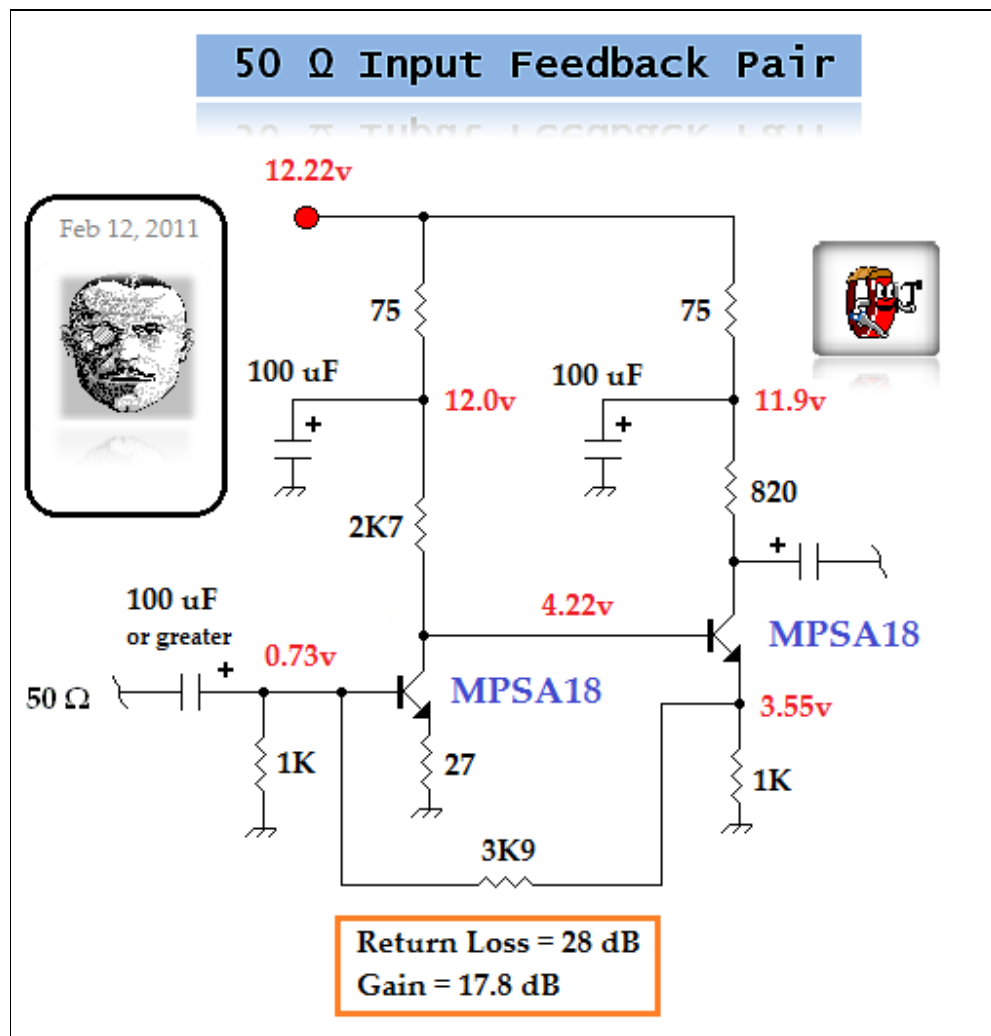 50 Ω Input Feedback Pair
12.22v
Feb 12, 2011
75
75
100 uF
+
12.0v
100 uF
+
11.9v
2K7
820
+
100 uF
or greater
+
4.22v
MPSA18
0.73v
50 Ω
MPSA18
3.55v
1K
27
1K
3K9
Return Loss = 28 dB
Gain = 17.8 dB